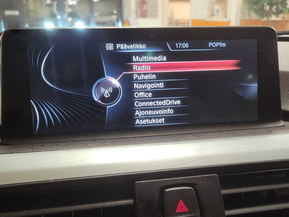 Päävalikko 17:06 POPfm
Multimedia
Radio
Puhelin
Navigointi
Office
ConnectedDrive
Ajoneuvoinfo
Asetukset